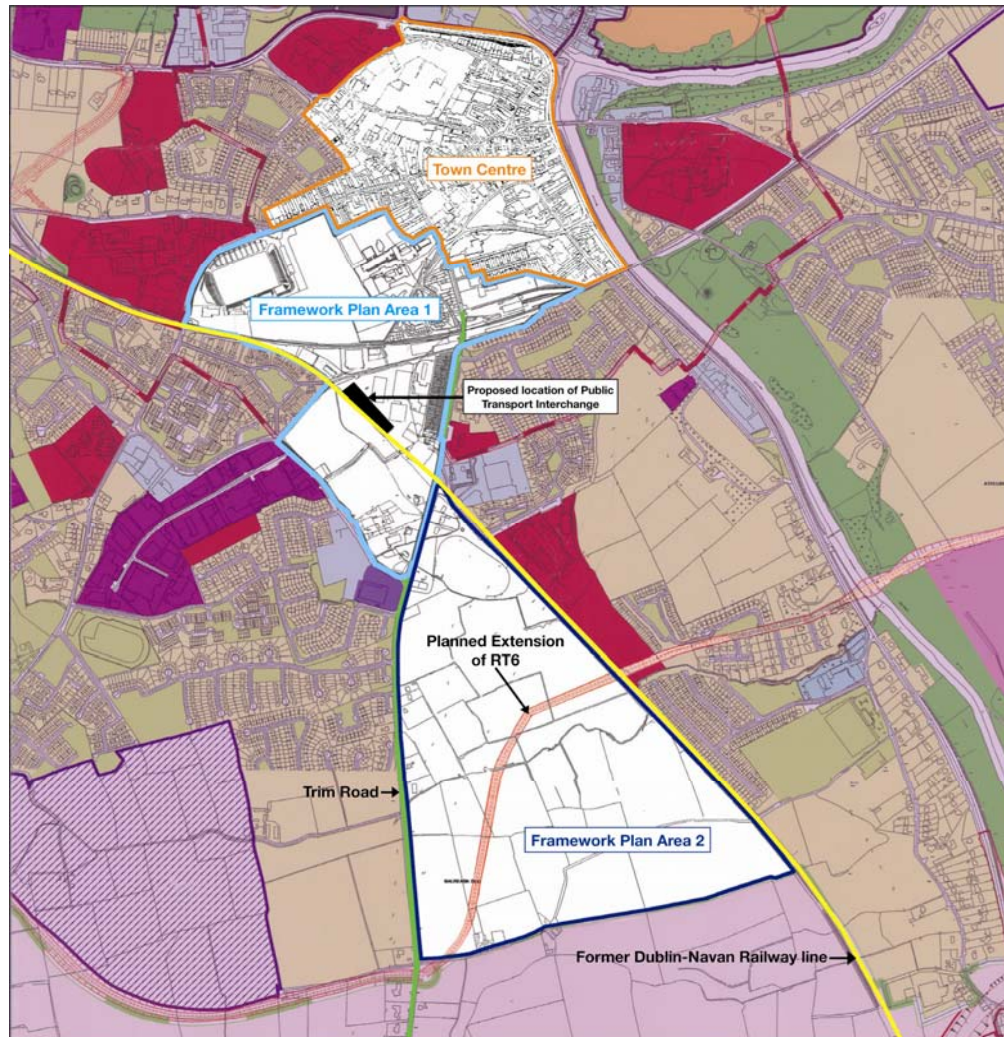 Town Centre
Framework Plan Area 1
Proposed location of Public
Transport Interchange
Planned Extension
of RT6
Trim Road
Framework Plan Area 2
Former Dublin-Navan Railway line